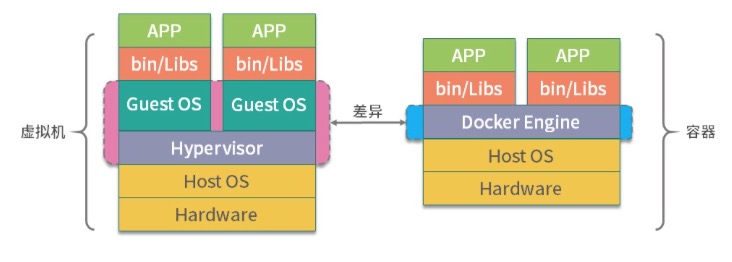 虚拟机
APP
APP
bin/Libs
bin/Libs
Guest OS
Guest OS
Hypervisor
Host OS
Hardware
差异
APP
APP
bin/Libs
bin/Libs
Docker Engine
Host OS
Hardware
容器